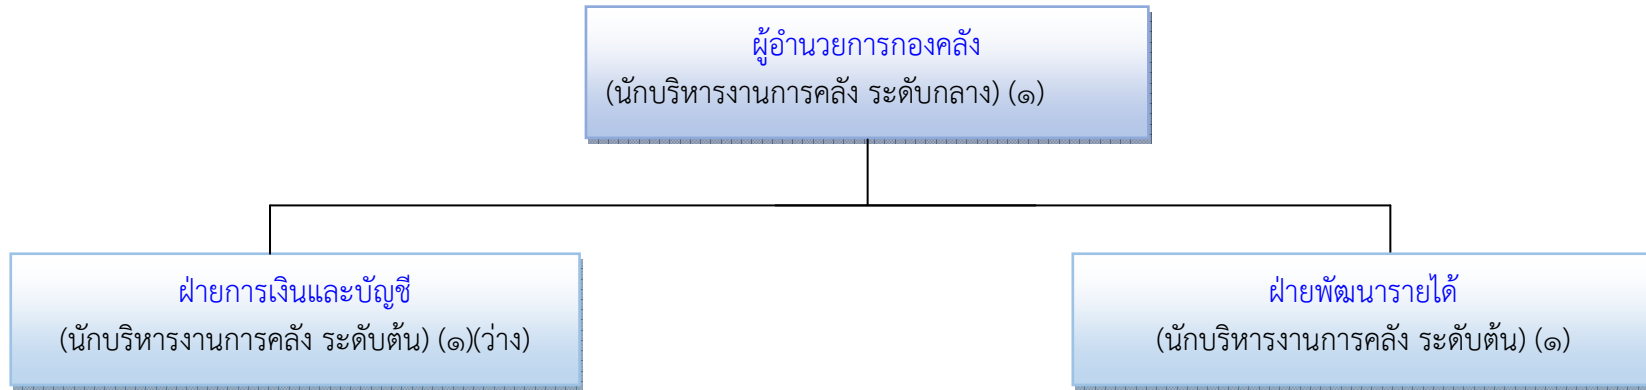 ผู้อำนวยการกองคลัง
(นักบริหารงานการคลัง ระดับกลาง) (๑)
ฝ่ายการเงินและบัญชี
(นักบริหารงานการคลัง ระดับต้น) (๑)(ว่าง)
ฝ่ายพัฒนารายได้
(นักบริหารงานการคลัง ระดับต้น) (๑)